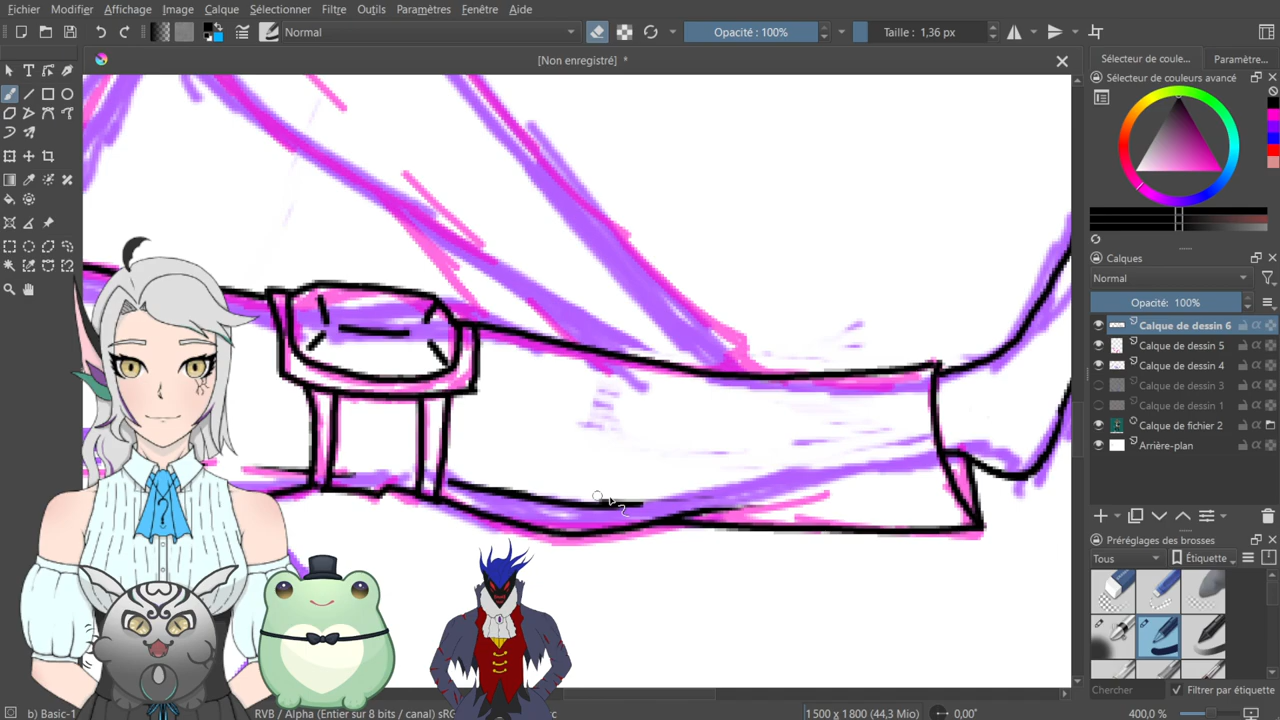 Fichier Modifier Affichage Image Calque Sélectionner Filtre Outils Paramètres Fenêtre Aide
Normal Opacité : 100% Taille : 1,36 px
[Non enregistré] *
Sélecteur de coule... Paramètre...
Sélecteur de couleurs avancé
Calques
Normal
Opacité: 100%
Calque de dessin 6
Calque de dessin 5
Calque de dessin 4
Calque de dessin 3
Calque de dessin 1
Calque de fichier 2
Arrière-plan
Préréglages des brosses
Tous Étiquette
Chercher Filtrer par étiquette
b) Basic-1 RVB / Alpha (Entier sur 8 bits / canal) sRG 1 500 x 1 800 (44,3 Mio) 0,00° 400,0 %